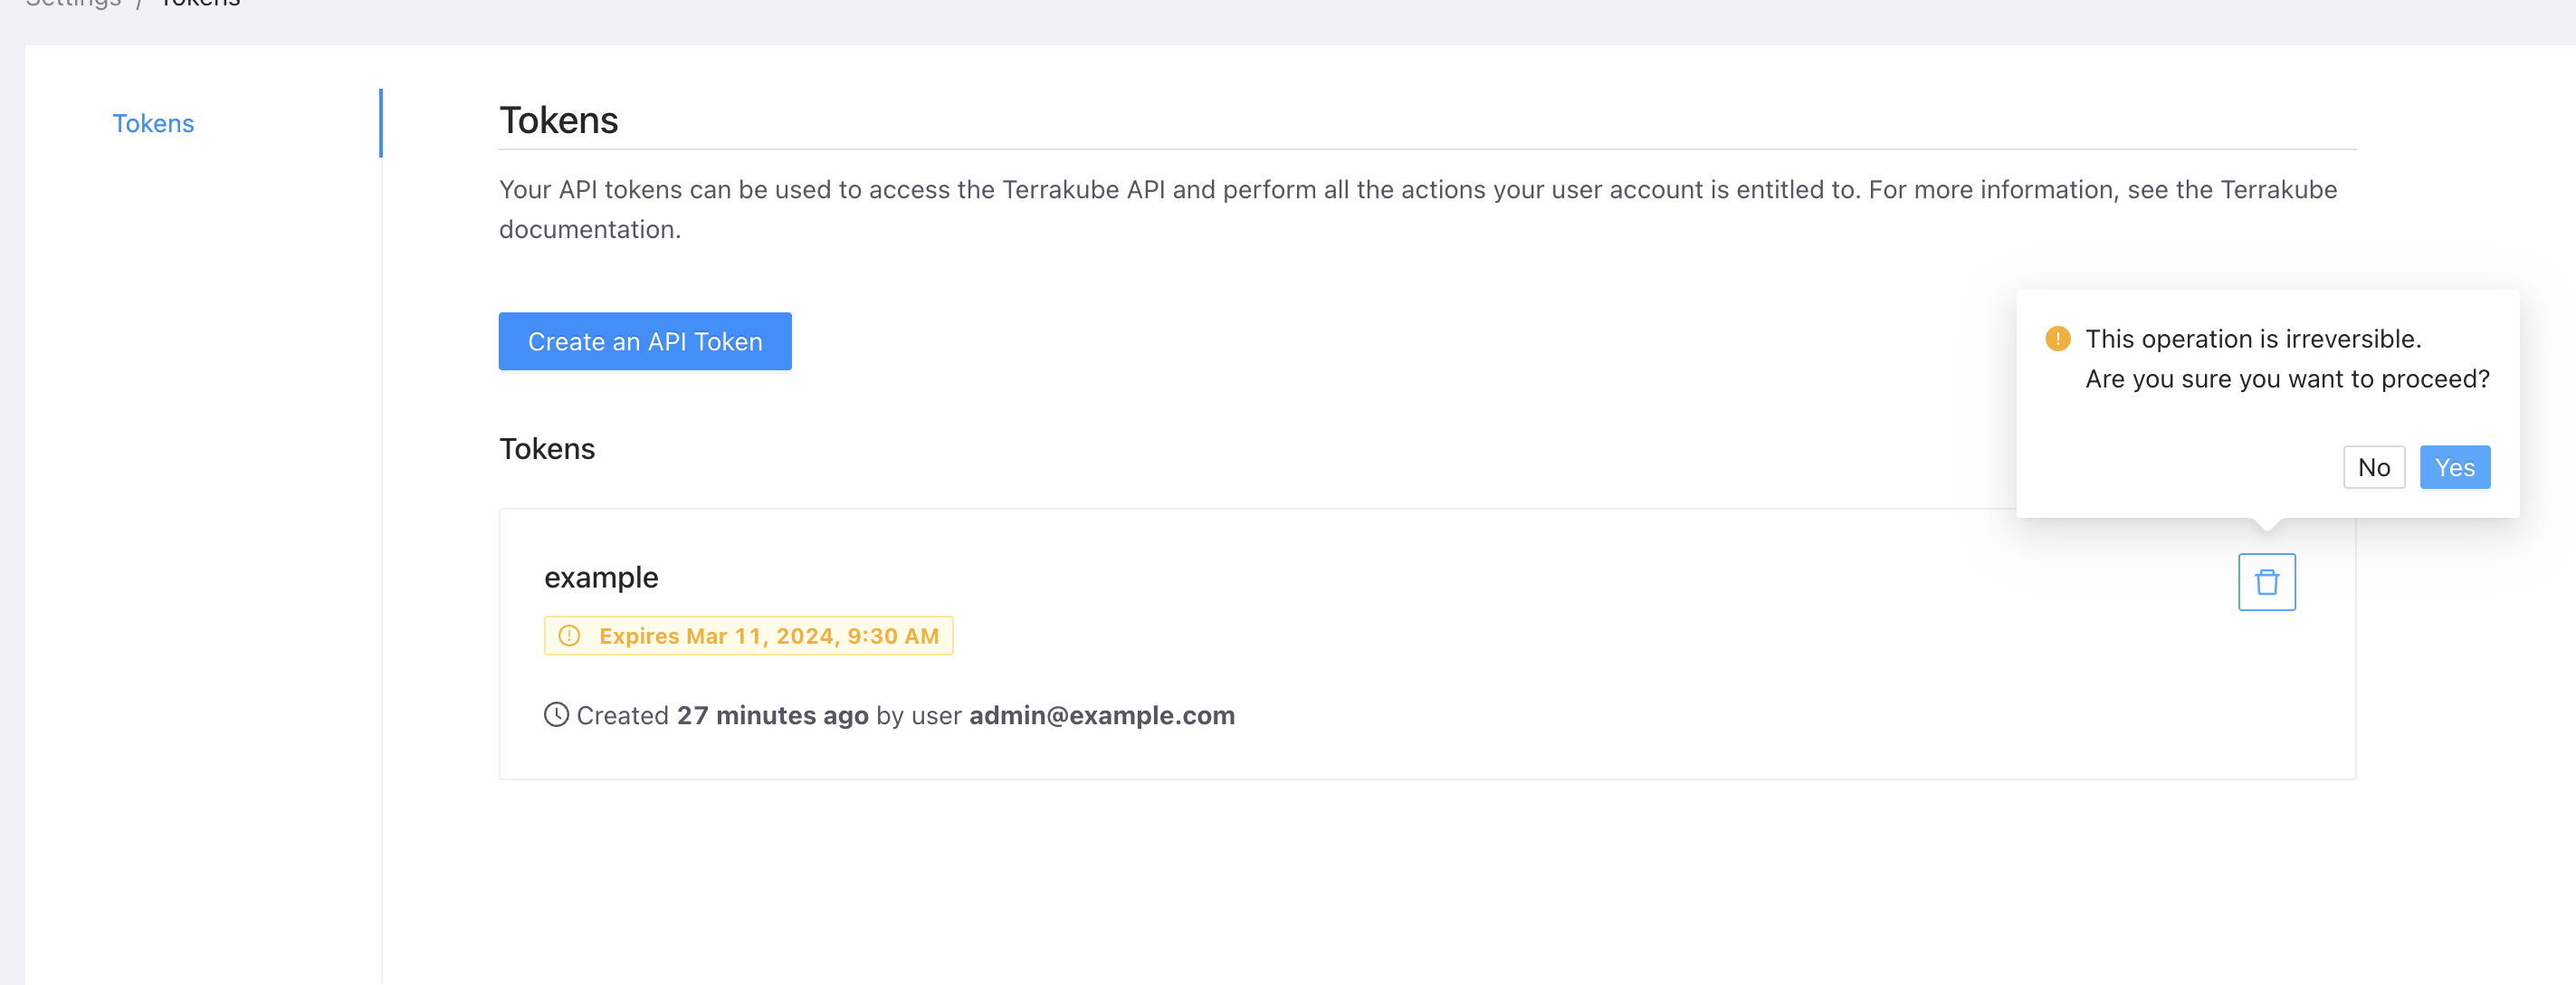 Settings / Tokens
Tokens
Tokens
Your API tokens can be used to access the Terrakube API and perform all the actions your user account is entitled to. For more information, see the Terrakube
documentation.
Create an API Token
This operation is irreversible.
Are you sure you want to proceed?
No Yes
Tokens
example
Expires Mar 11, 2024, 9:30 AM
Created 27 minutes ago by user admin@example.com